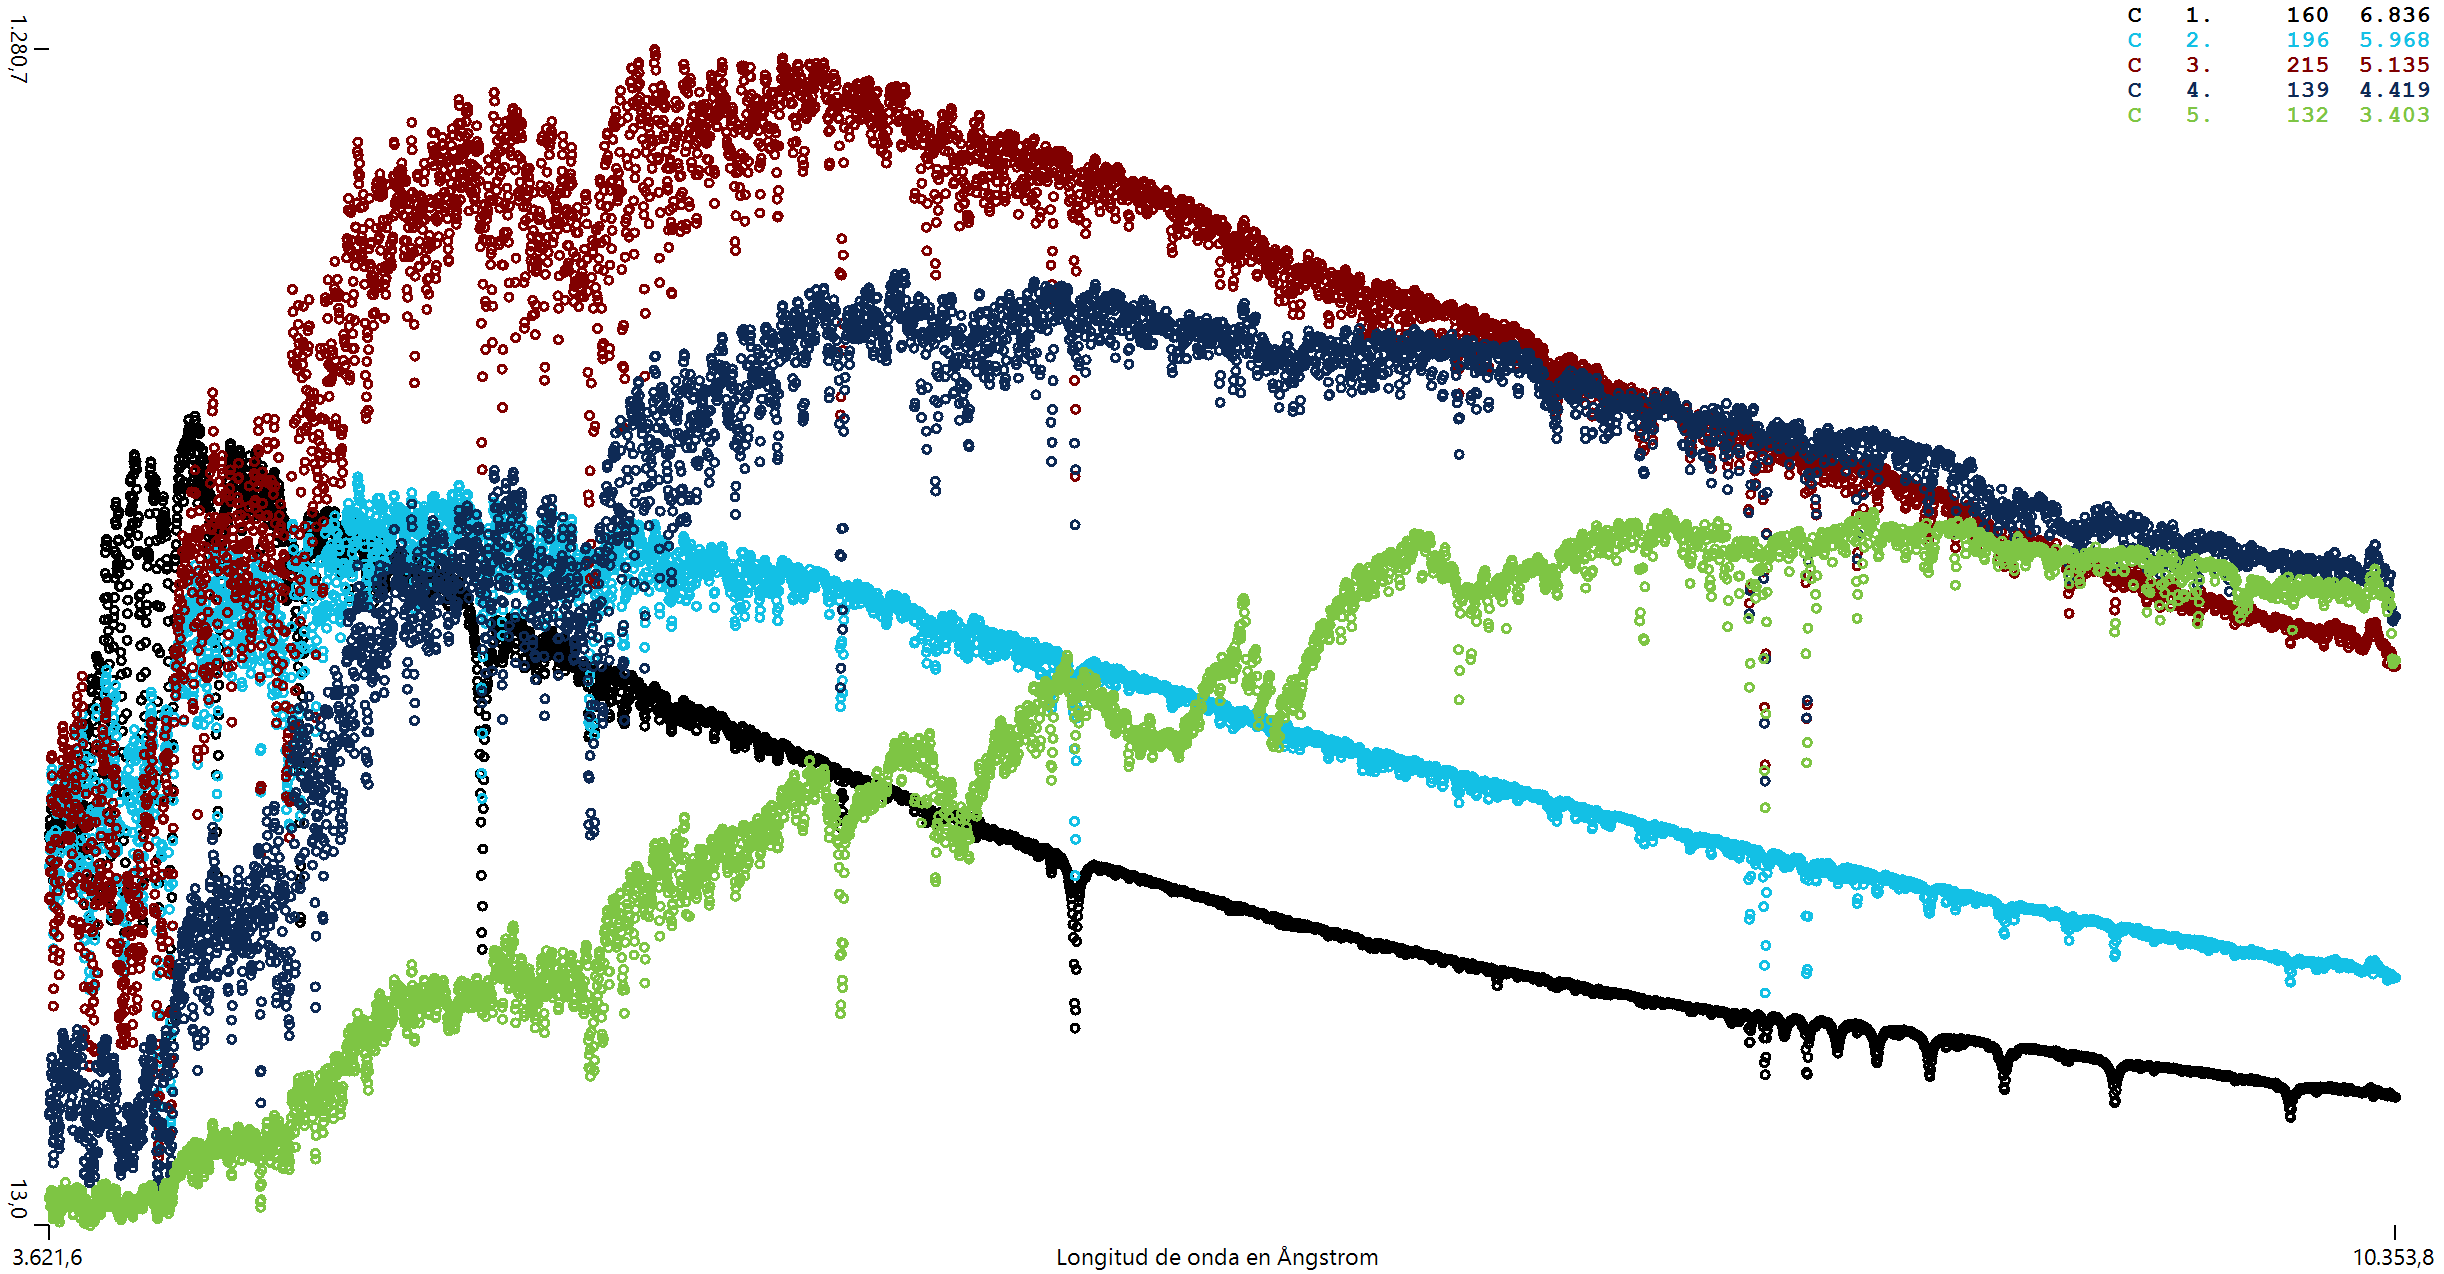 1.280,7
C 1. 160 6.836
C 2. 196 5.968
C 3. 215 5.135
C 4. 139 4.419
C 5. 132 3.403
13,0
3.621,6
Longitud de onda en Ångstrom
10.353,8